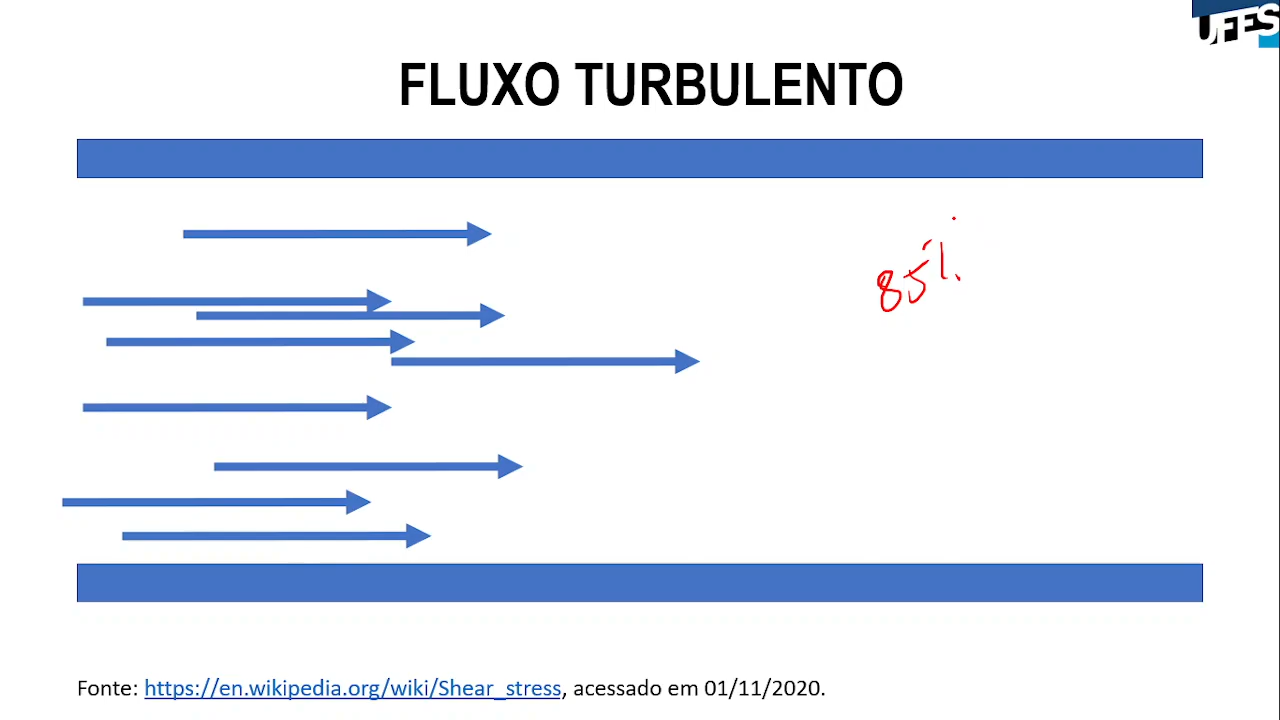 UFES
FLUXO TURBULENTO
85%
Fonte: https://en.wikipedia.org/wiki/Shear_stress, acessado em 01/11/2020.